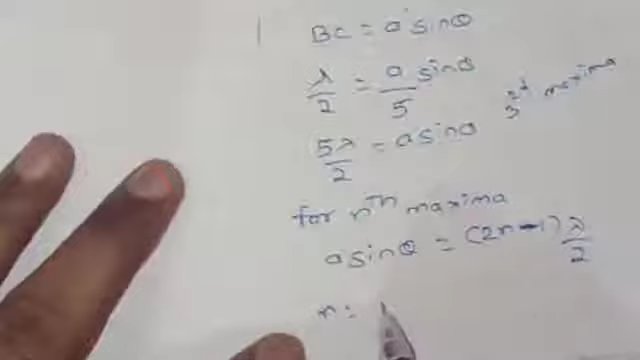 BC = a sinθ
λ/2 = a/5 sinθ
5λ/2 = a sinθ 3rd maxima
for nth maxima
a sinθ = (2n-1) λ/2
n =